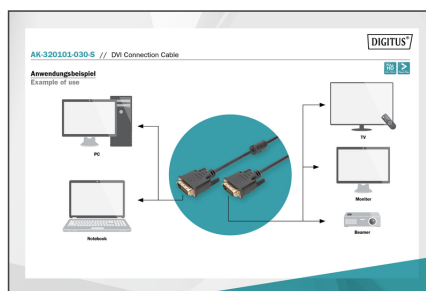 DIGITUS®
AK-320101-030-S // DVI Connection Cable
Anwendungsbeispiel
Example of use
PC
TV
Notebook
Monitor
Beamer